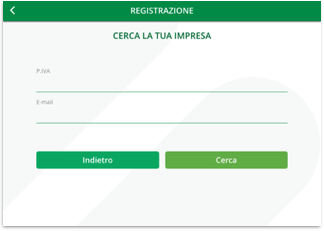 REGISTRAZIONE
CERCA LA TUA IMPRESA
P.IVA
E-mail
Indietro
Cerca